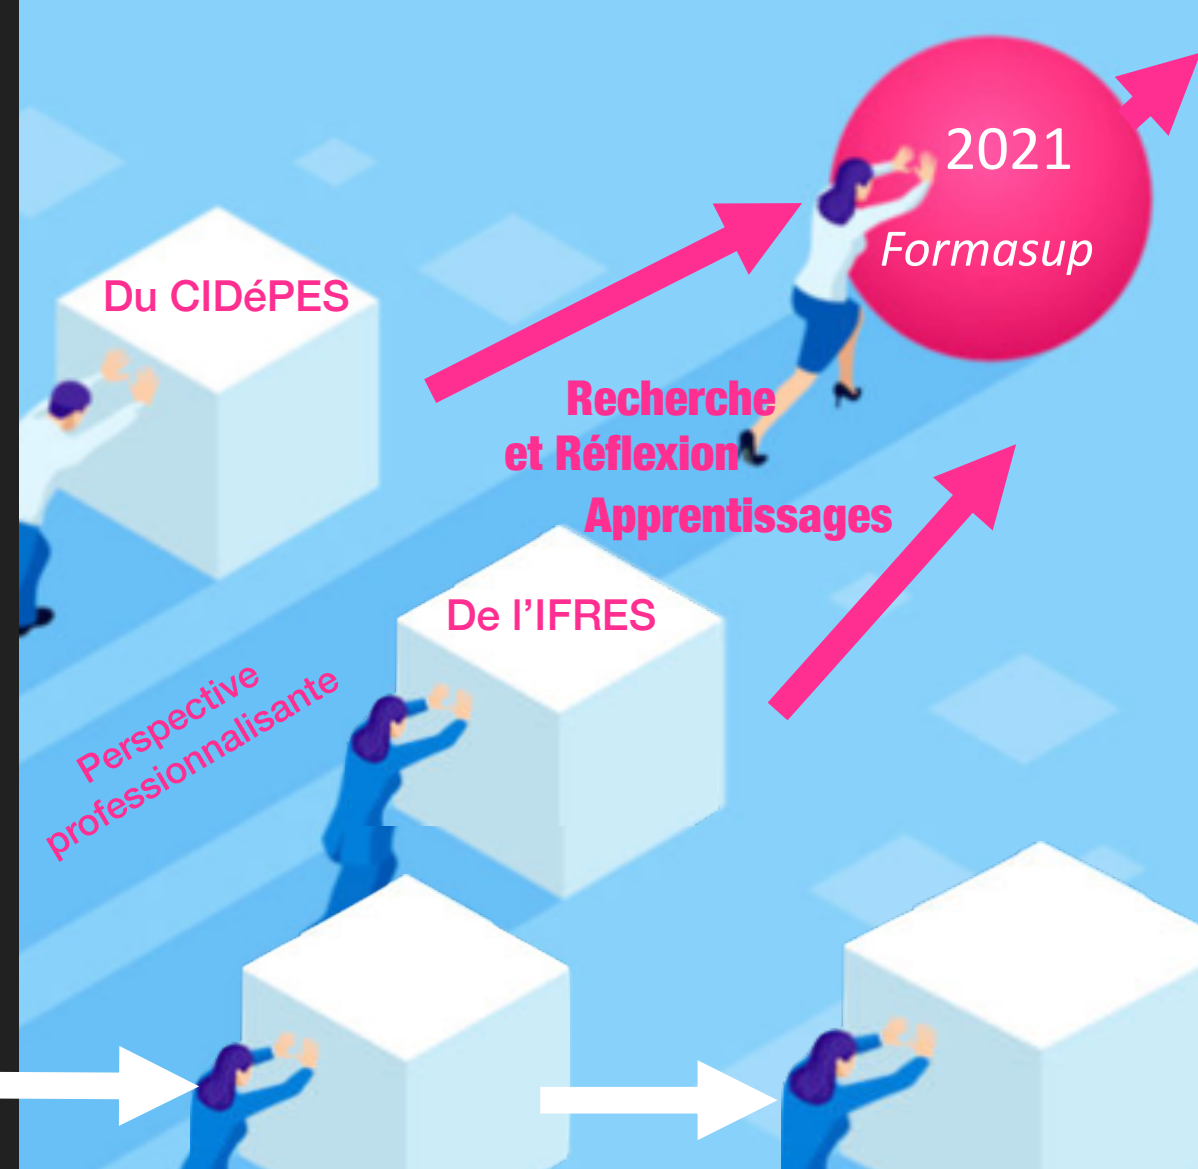 2021
Formasup
Du CIDéPES
Recherche
et Réflexion
Apprentissages
De l’IFRES
Perspective
professionnalisante